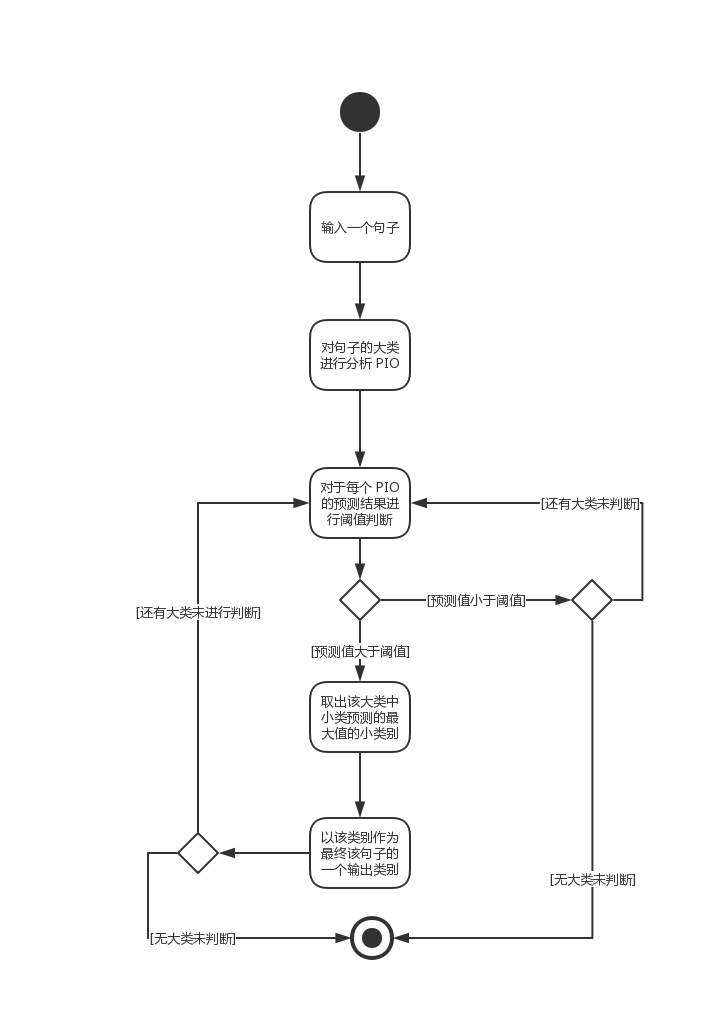 输入一个句子
对句子的大类
进行分析 PIO
对于每个 PIO
的预测结果进
行阈值判断
[还有大类未判断]
[预测值小于阈值]
[还有大类未进行判断]
[预测值大于阈值]
取出该大类中
小类预测的最
大值的小类别
以该类别作为
最终该句子的
一个输出类别
[无大类未判断]
[无大类未判断]